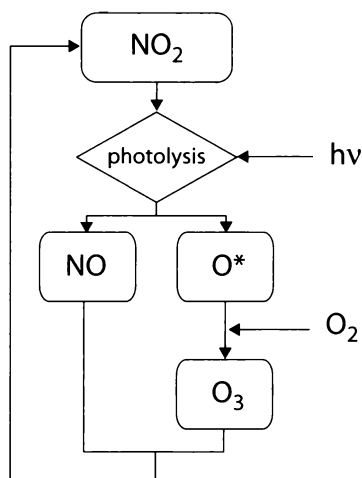 NO₂
photolysis
hν
NO
O*
O₂
O₃